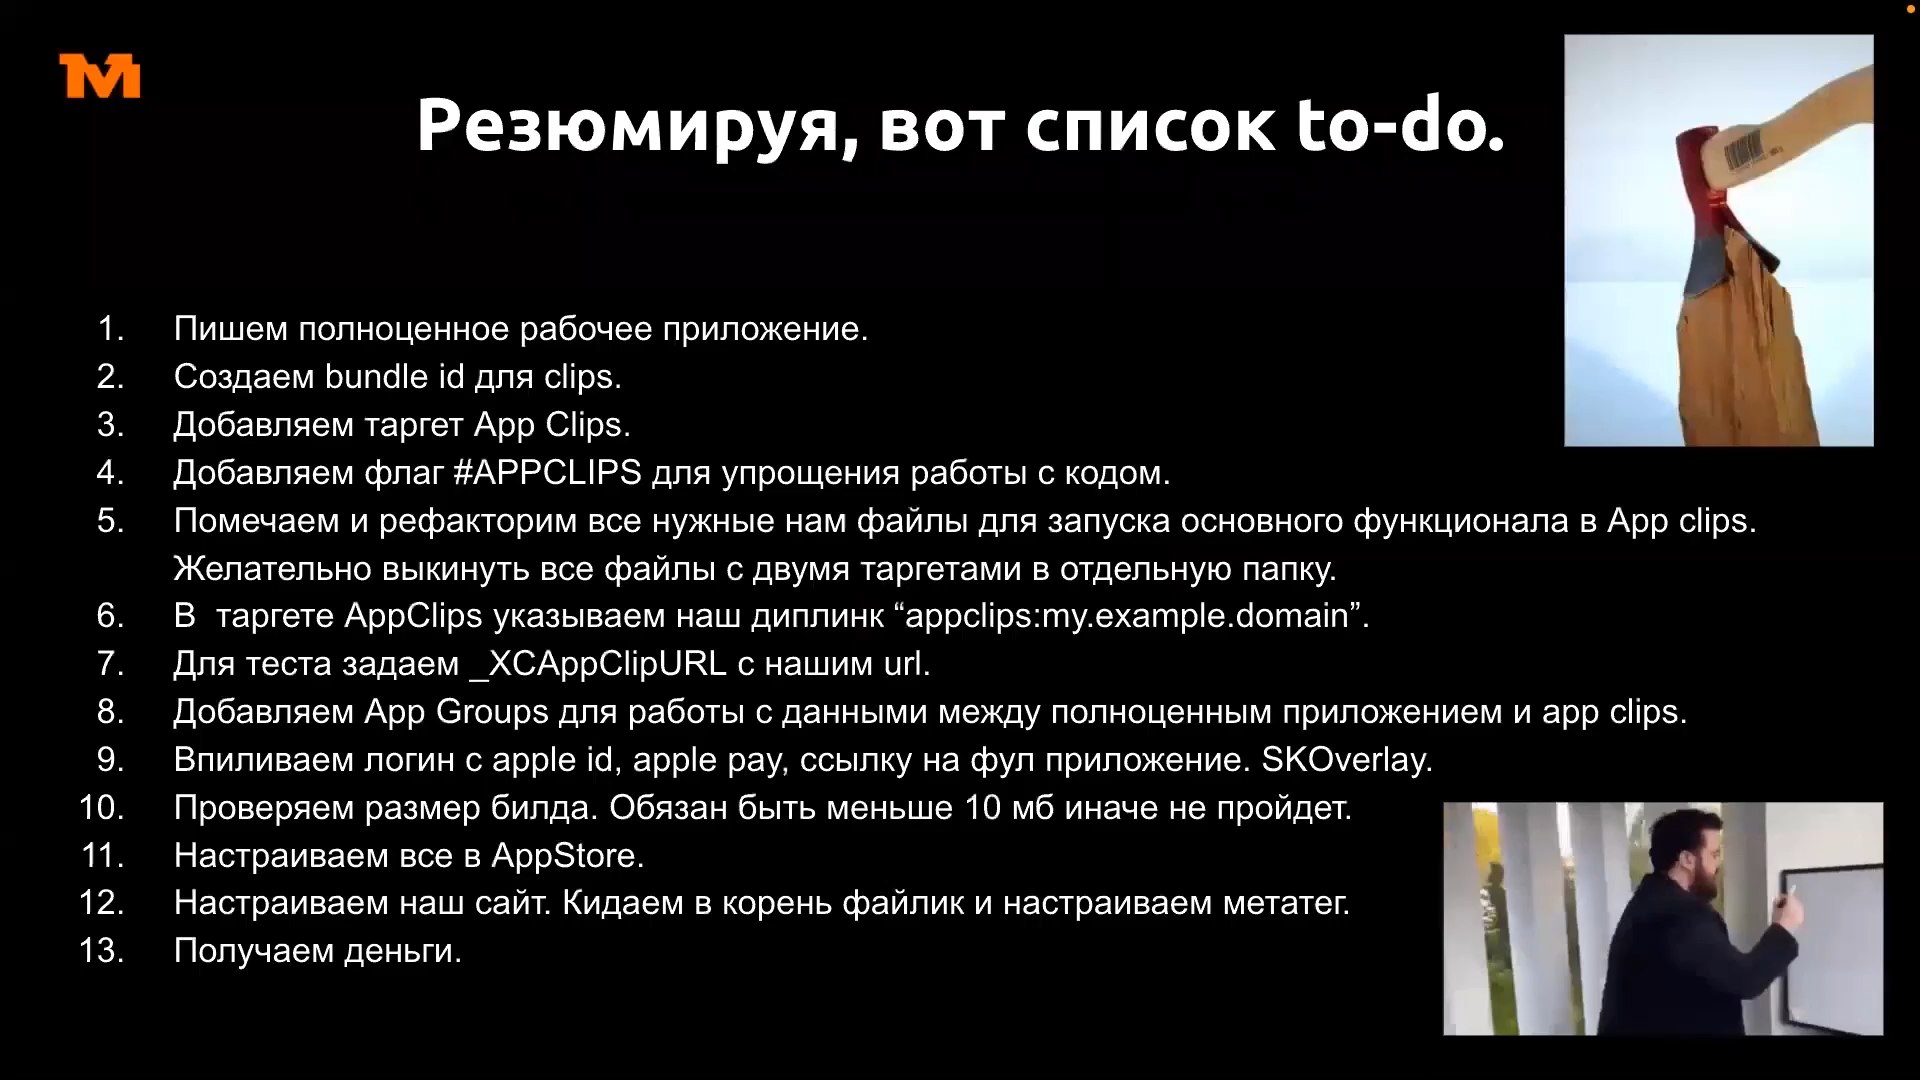 Резюмируя, вот список to-do.
1. Пишем полноценное рабочее приложение.
2. Создаем bundle id для clips.
3. Добавляем таргет App Clips.
4. Добавляем флаг #APPCLIPS для упрощения работы с кодом.
5. Помечаем и рефакторим все нужные нам файлы для запуска основного функционала в App clips.
Желательно выкинуть все файлы с двумя таргетами в отдельную папку.
6. В  таргете AppClips указываем наш диплинк “appclips:my.example.domain”.
7. Для теста задаем _XCAppClipURL с нашим url.
8. Добавляем App Groups для работы с данными между полноценным приложением и app clips.
9. Впиливаем логин с apple id, apple pay, ссылку на фул приложение. SKOverlay.
10. Проверяем размер билда. Обязан быть меньше 10 мб иначе не пройдет.
11. Настраиваем все в AppStore.
12. Настраиваем наш сайт. Кидаем в корень файлик и настраиваем метатег.
13. Получаем деньги.